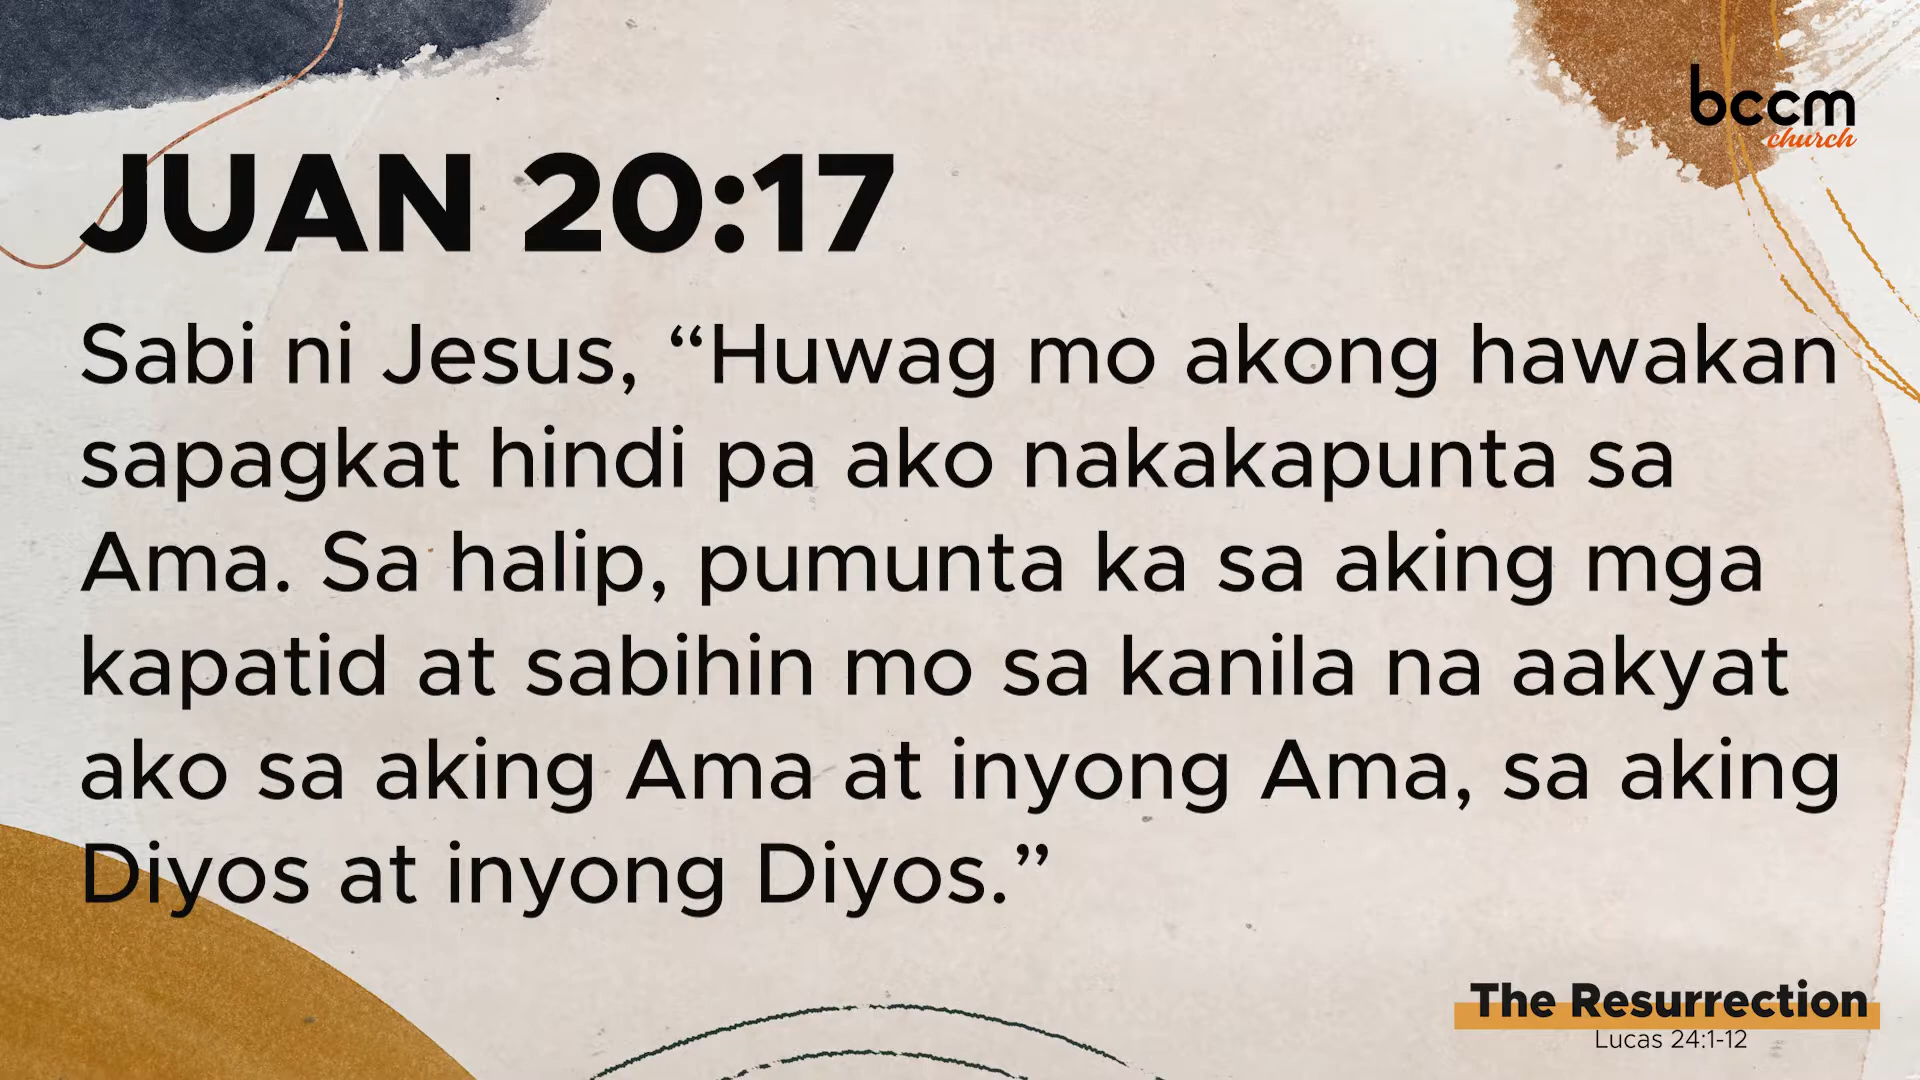 bccm
church
JUAN 20:17
Sabi ni Jesus, “Huwag mo akong hawakan
sapagkat hindi pa ako nakakapunta sa
Ama. Sa halip, pumunta ka sa aking mga
kapatid at sabihin mo sa kanila na aakyat
ako sa aking Ama at inyong Ama, sa aking
Diyos at inyong Diyos.”
The Resurrection
Lucas 24:1-12